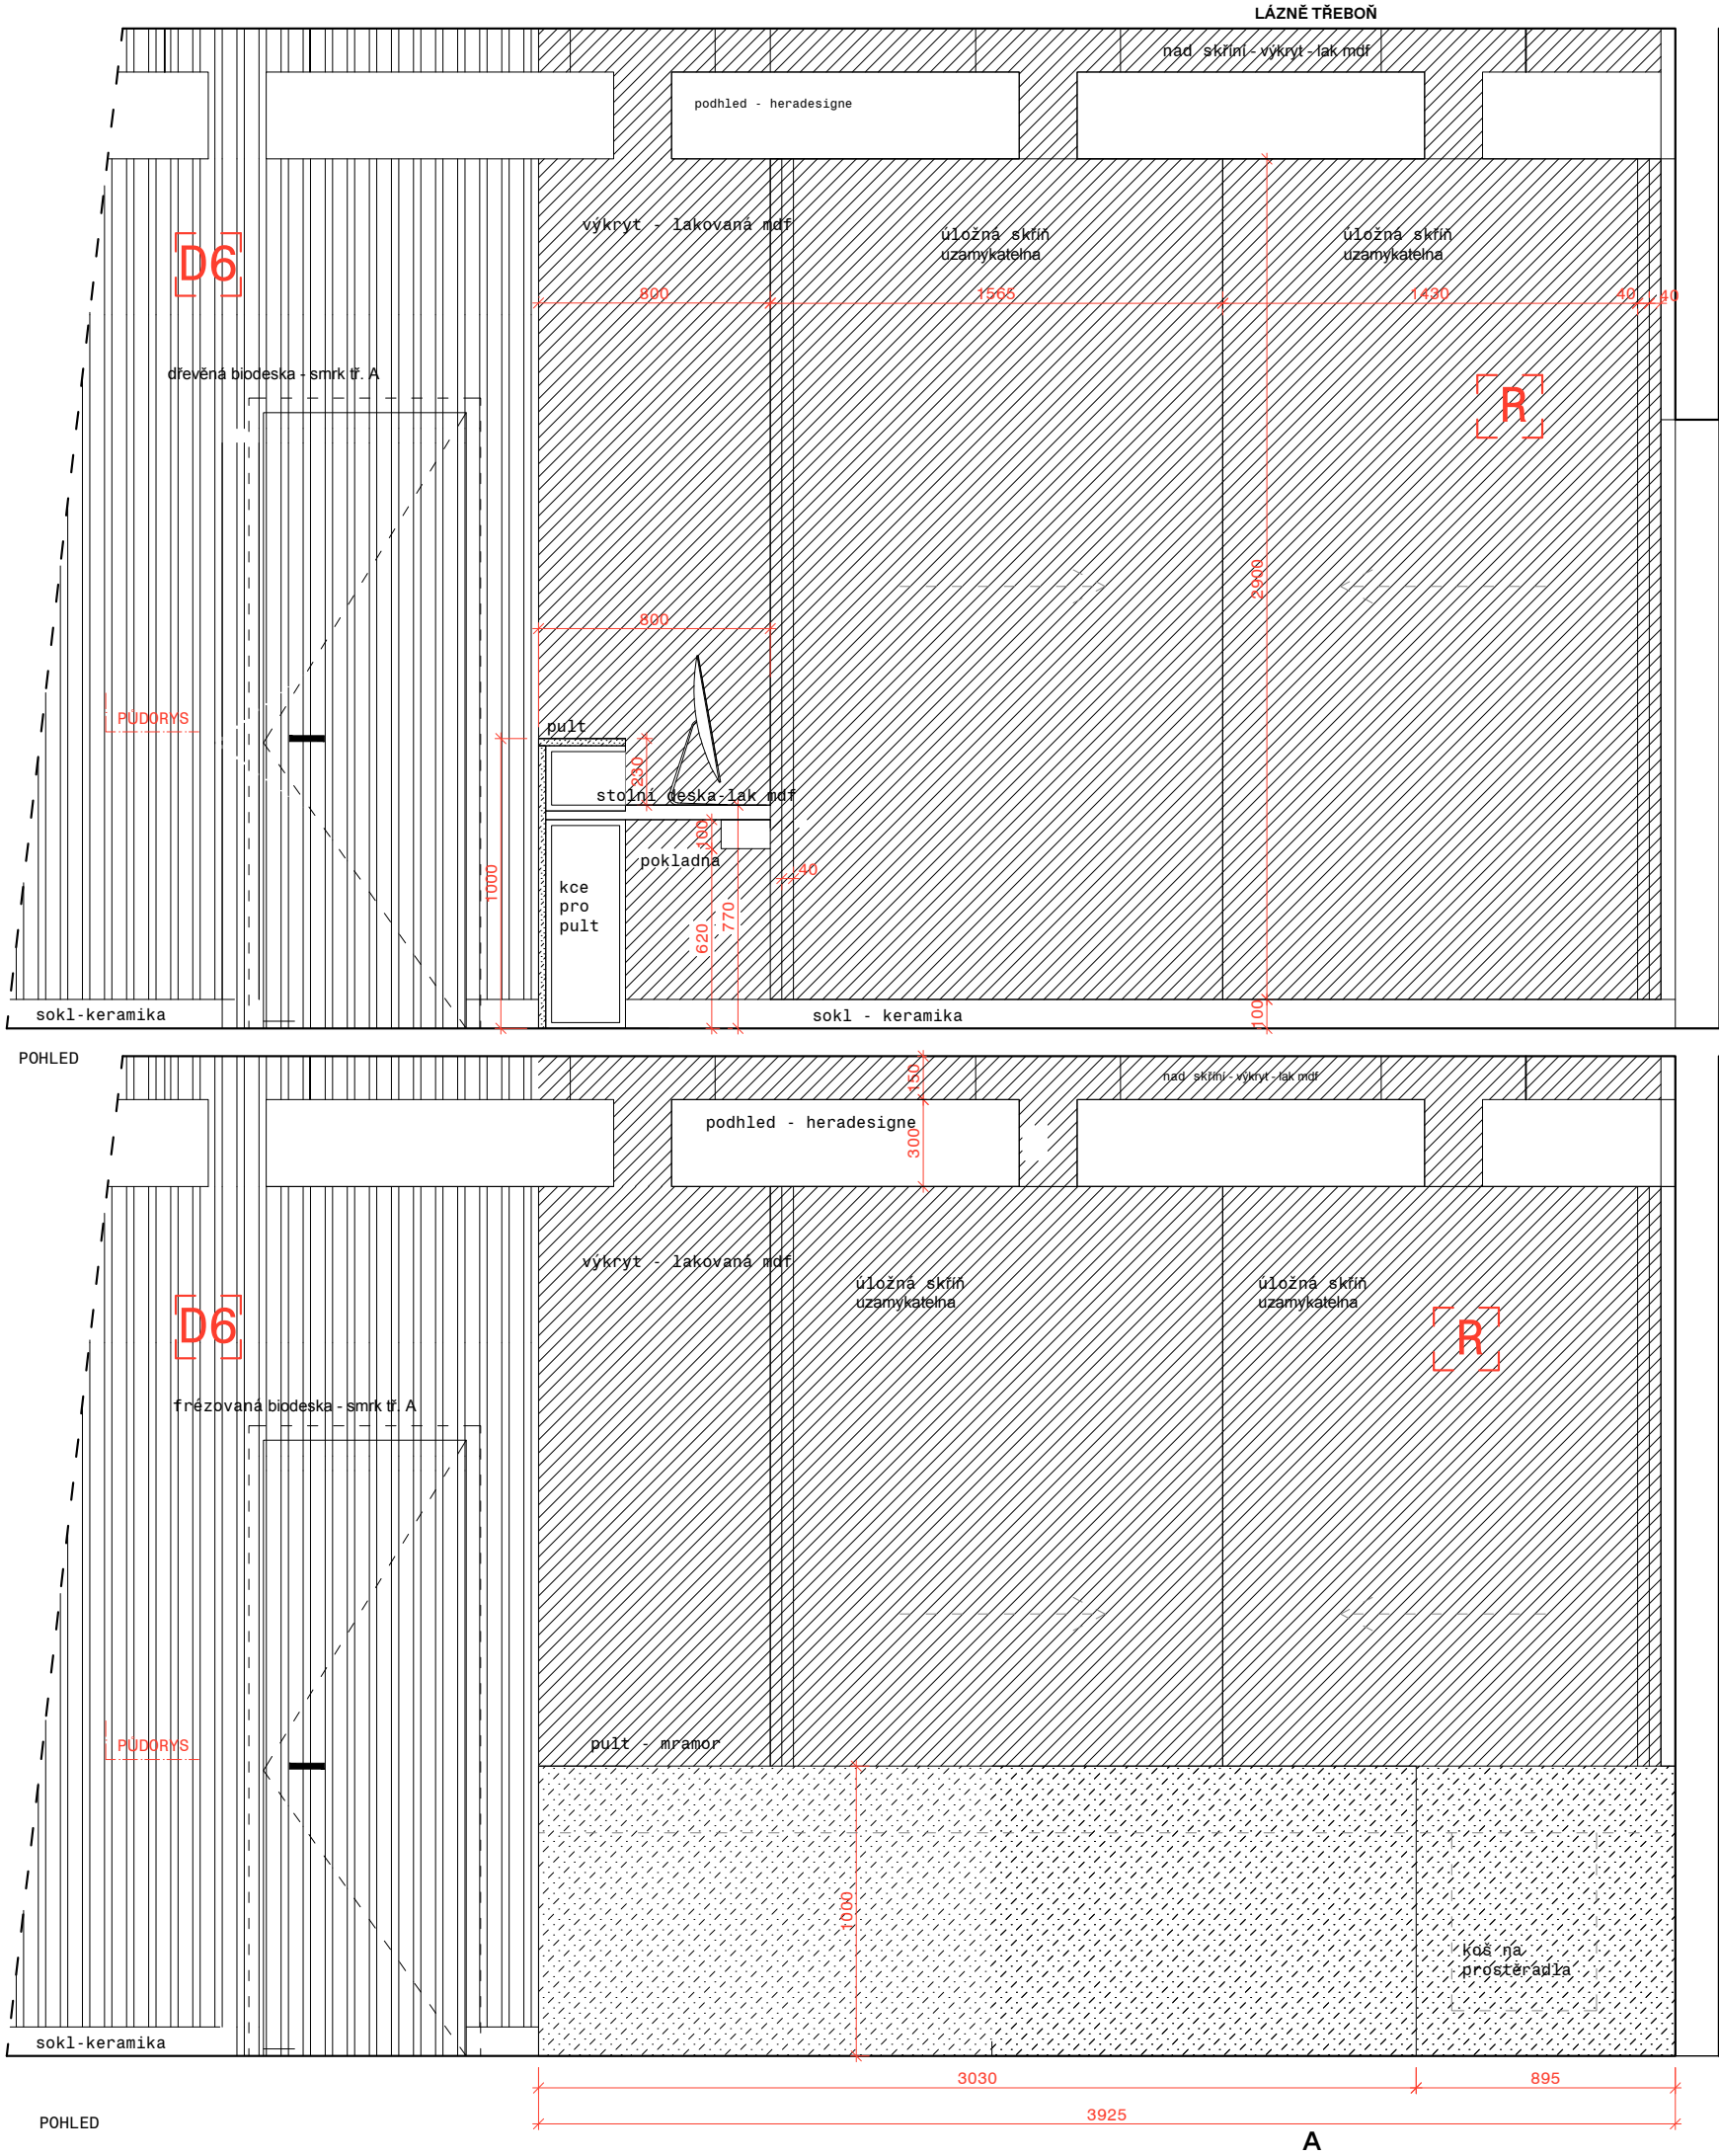 LÁZNĚ TŘEBOŇ
nad skříní - výkryt - lak mdf
podhled - heradesigne
výkryt - lakovaná mdf
úložná skříň
uzamykatelna
úložná skříň
uzamykatelna
D6
800
1565
1430
40
40
dřevěná biodeska - smrk tř. A
R
2900
800
PŮDORYS
pult
230
stolní deska-lak mdf
100
pokladna
40
1000
kce
pro
pult
620
770
100
sokl-keramika
sokl - keramika
POHLED
150
nad skříní - výkryt - lak mdf
podhled - heradesigne
300
výkryt - lakovaná mdf
úložná skříň
uzamykatelna
úložná skříň
uzamykatelna
D6
R
frézovaná biodeska - smrk tř. A
PŮDORYS
pult - mramor
1000
koš na
prostěradla
sokl-keramika
3030
895
3925
POHLED
A